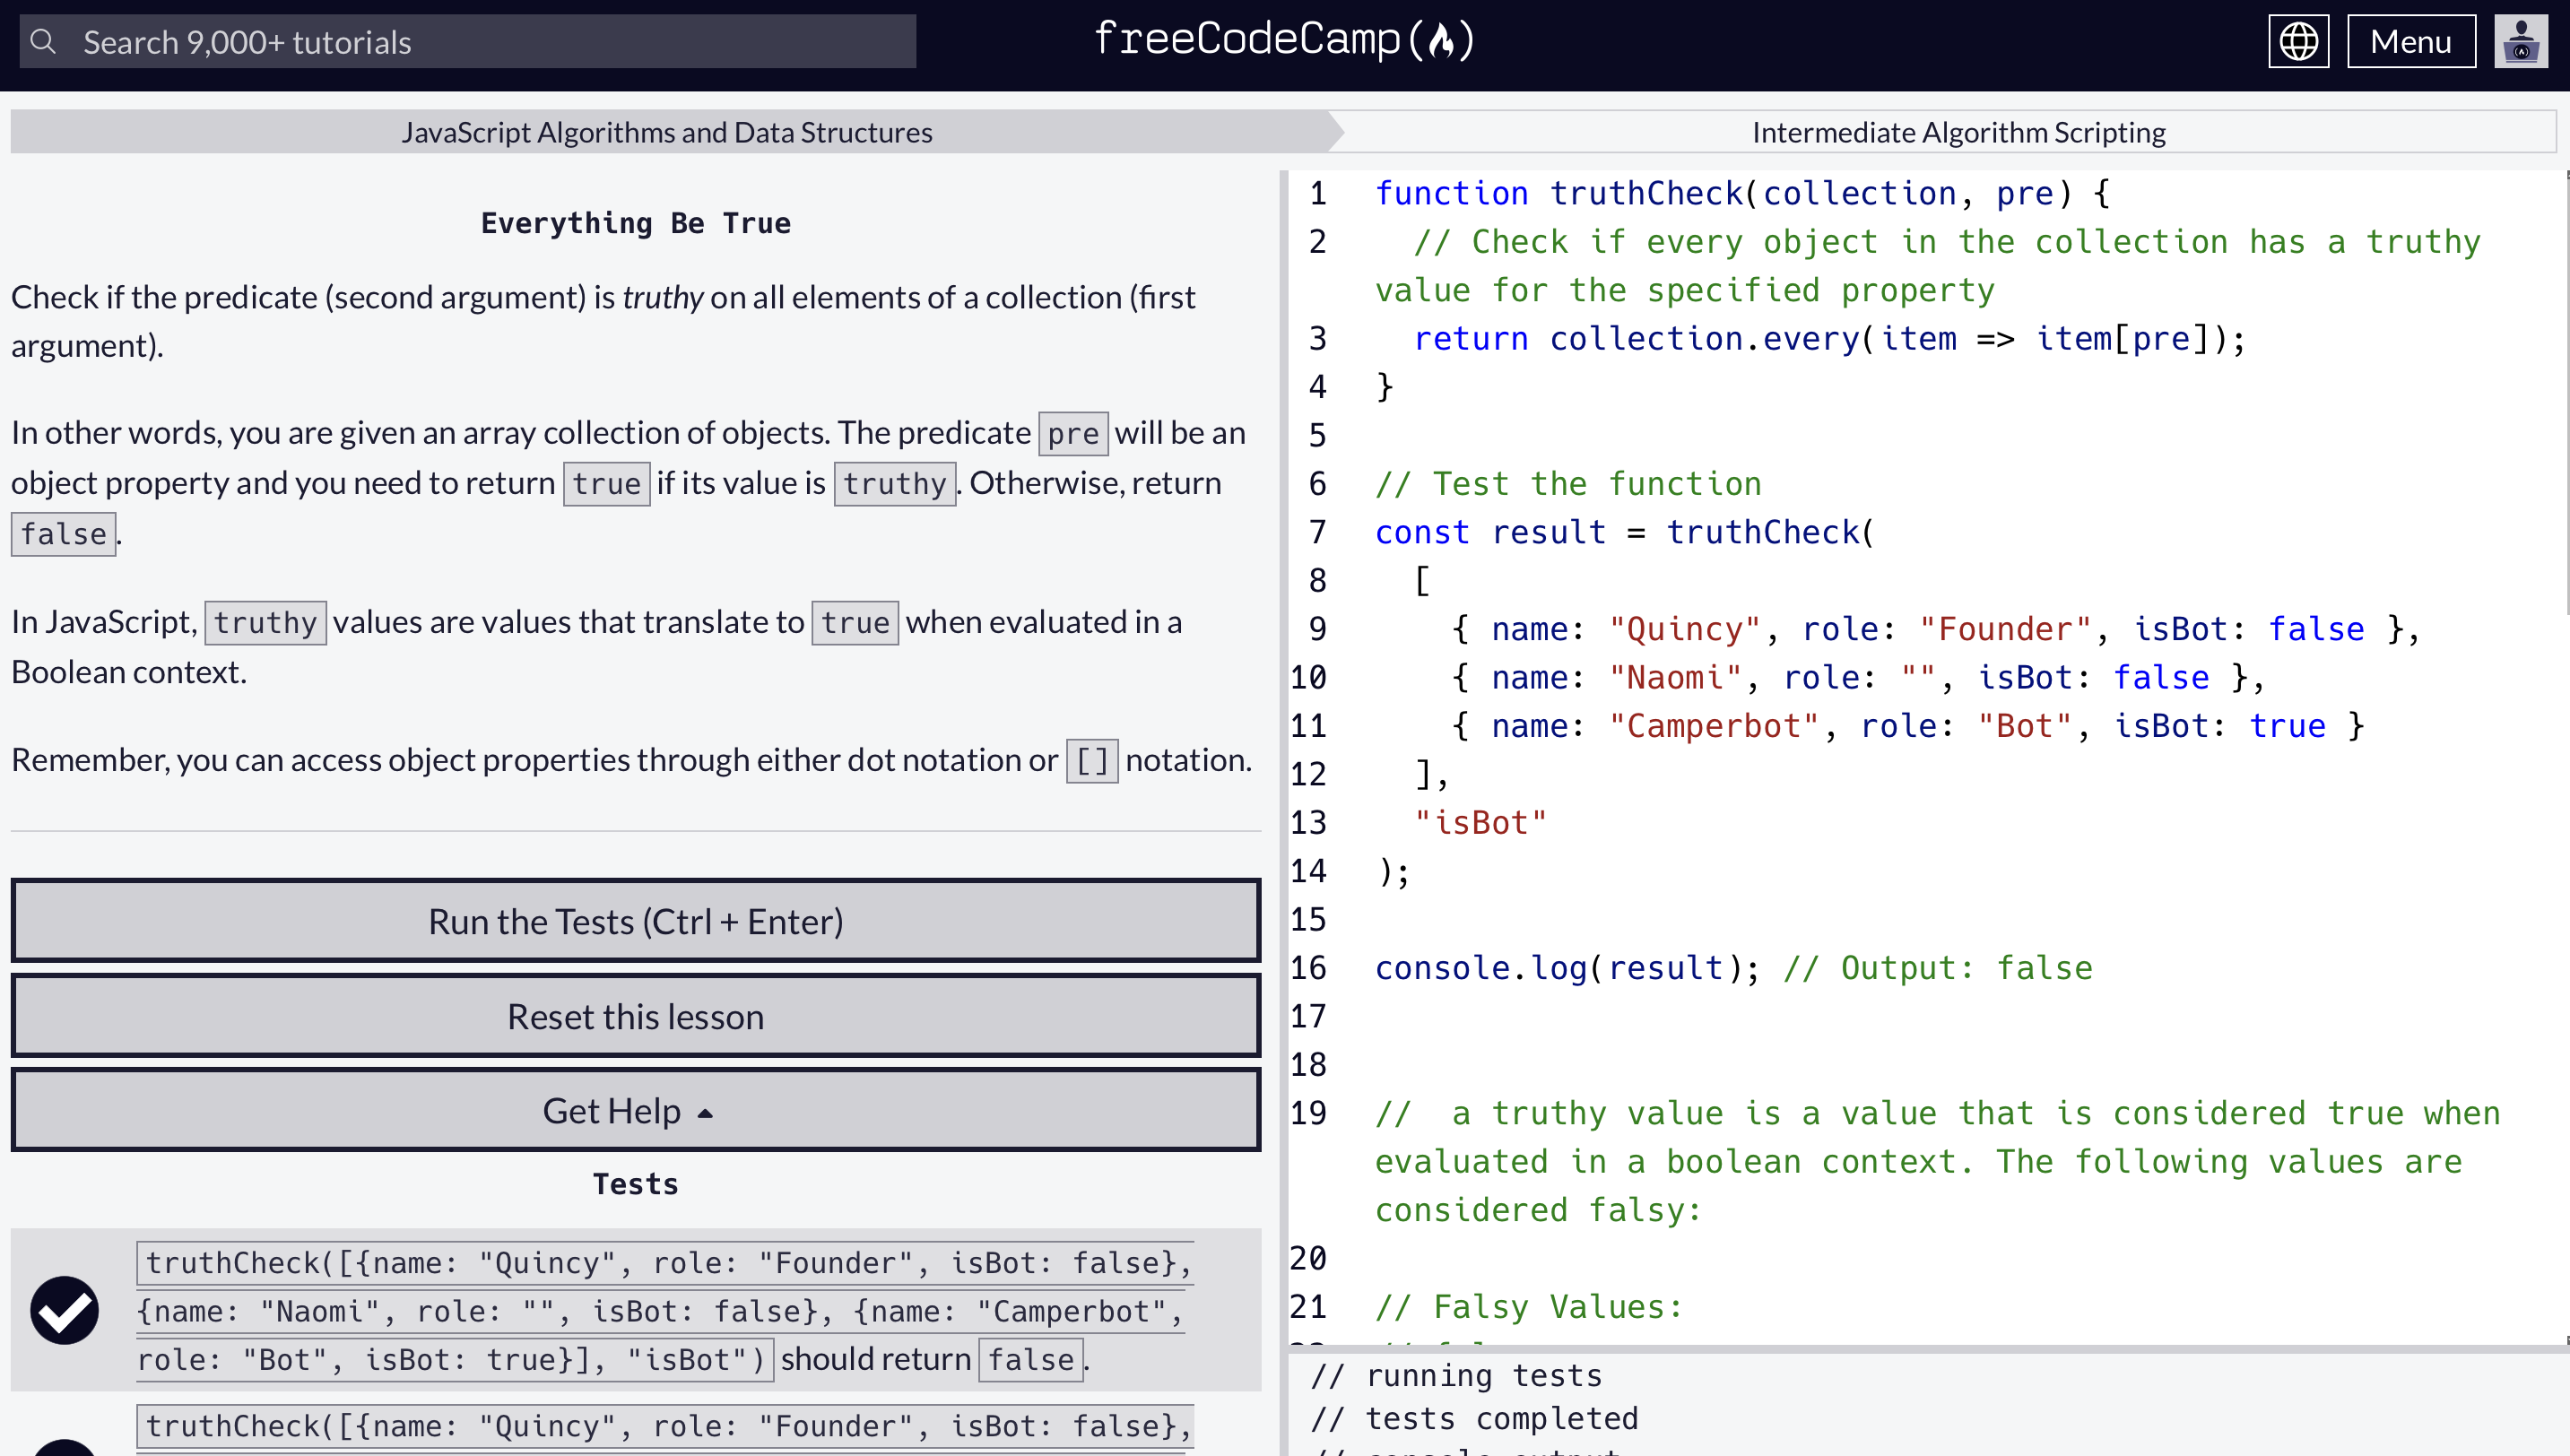 Search 9,000+ tutorials
freeCodeCamp(🔥)
Menu
JavaScript Algorithms and Data Structures
Intermediate Algorithm Scripting
Everything Be True
Check if the predicate (second argument) is truthy on all elements of a collection (first
argument).
In other words, you are given an array collection of objects. The predicate pre will be an
object property and you need to return true if its value is truthy. Otherwise, return
false.
In JavaScript, truthy values are values that translate to true when evaluated in a
Boolean context.
Remember, you can access object properties through either dot notation or [] notation.
Run the Tests (Ctrl + Enter)
Reset this lesson
Get Help
Tests
truthCheck([{name: "Quincy", role: "Founder", isBot: false},
{name: "Naomi", role: "", isBot: false}, {name: "Camperbot",
role: "Bot", isBot: true}], "isBot") should return false.
truthCheck([{name: "Quincy", role: "Founder", isBot: false},
1 function truthCheck(collection, pre) {
2 // Check if every object in the collection has a truthy
value for the specified property
3 return collection.every(item => item[pre]);
4 }
5
6 // Test the function
7 const result = truthCheck(
8 [
9 { name: "Quincy", role: "Founder", isBot: false },
10 { name: "Naomi", role: "", isBot: false },
11 { name: "Camperbot", role: "Bot", isBot: true }
12 ],
13 "isBot"
14 );
15
16 console.log(result); // Output: false
17
18
19 //  a truthy value is a value that is considered true when
evaluated in a boolean context. The following values are
considered falsy:
20
21 // Falsy Values:
// running tests
// tests completed